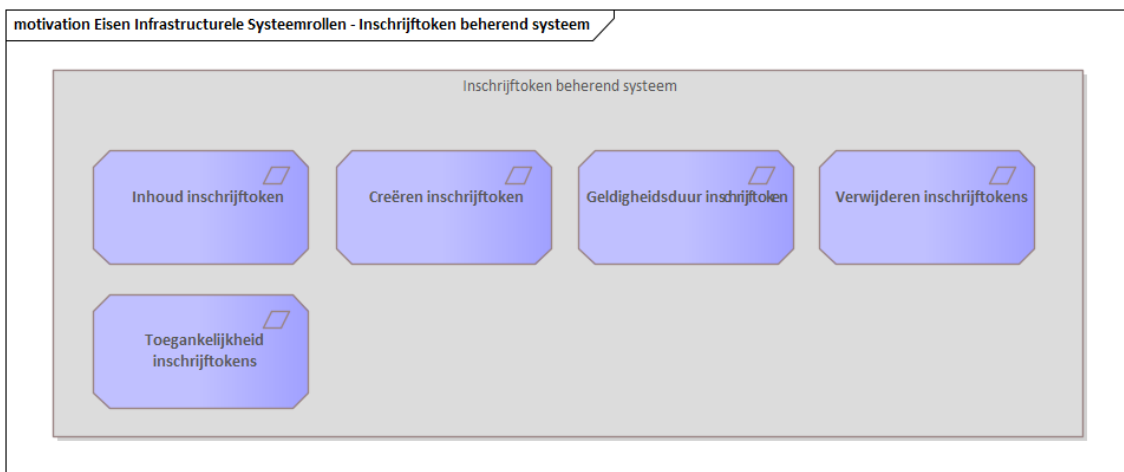 motivation Eisen Infrastructurele Systeemrollen - Inschrijftoken beherend systeem
Inschrijftoken beherend systeem
Inhoud inschrijftoken
Creëren inschrijftoken
Geldigheidsduur inschrijftoken
Verwijderen inschrijftokens
Toegankelijkheid
inschrijftokens